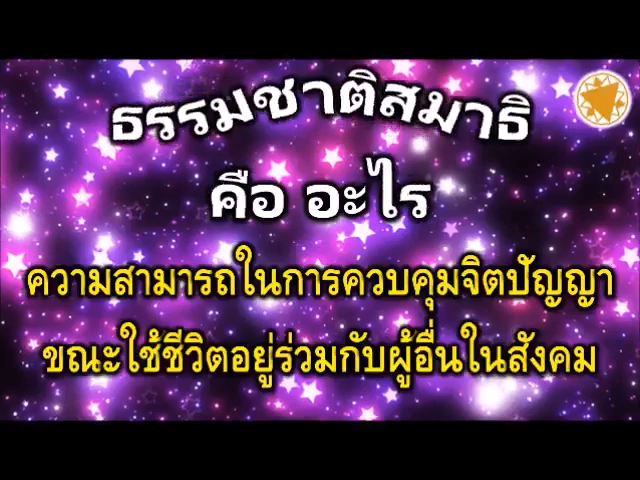 ธรรมชาติสมาธิ
คือ อะไร
ความสามารถในการควบคุมจิตปัญญา
ขณะใช้ชีวิตอยู่ร่วมกับผู้อื่นในสังคม